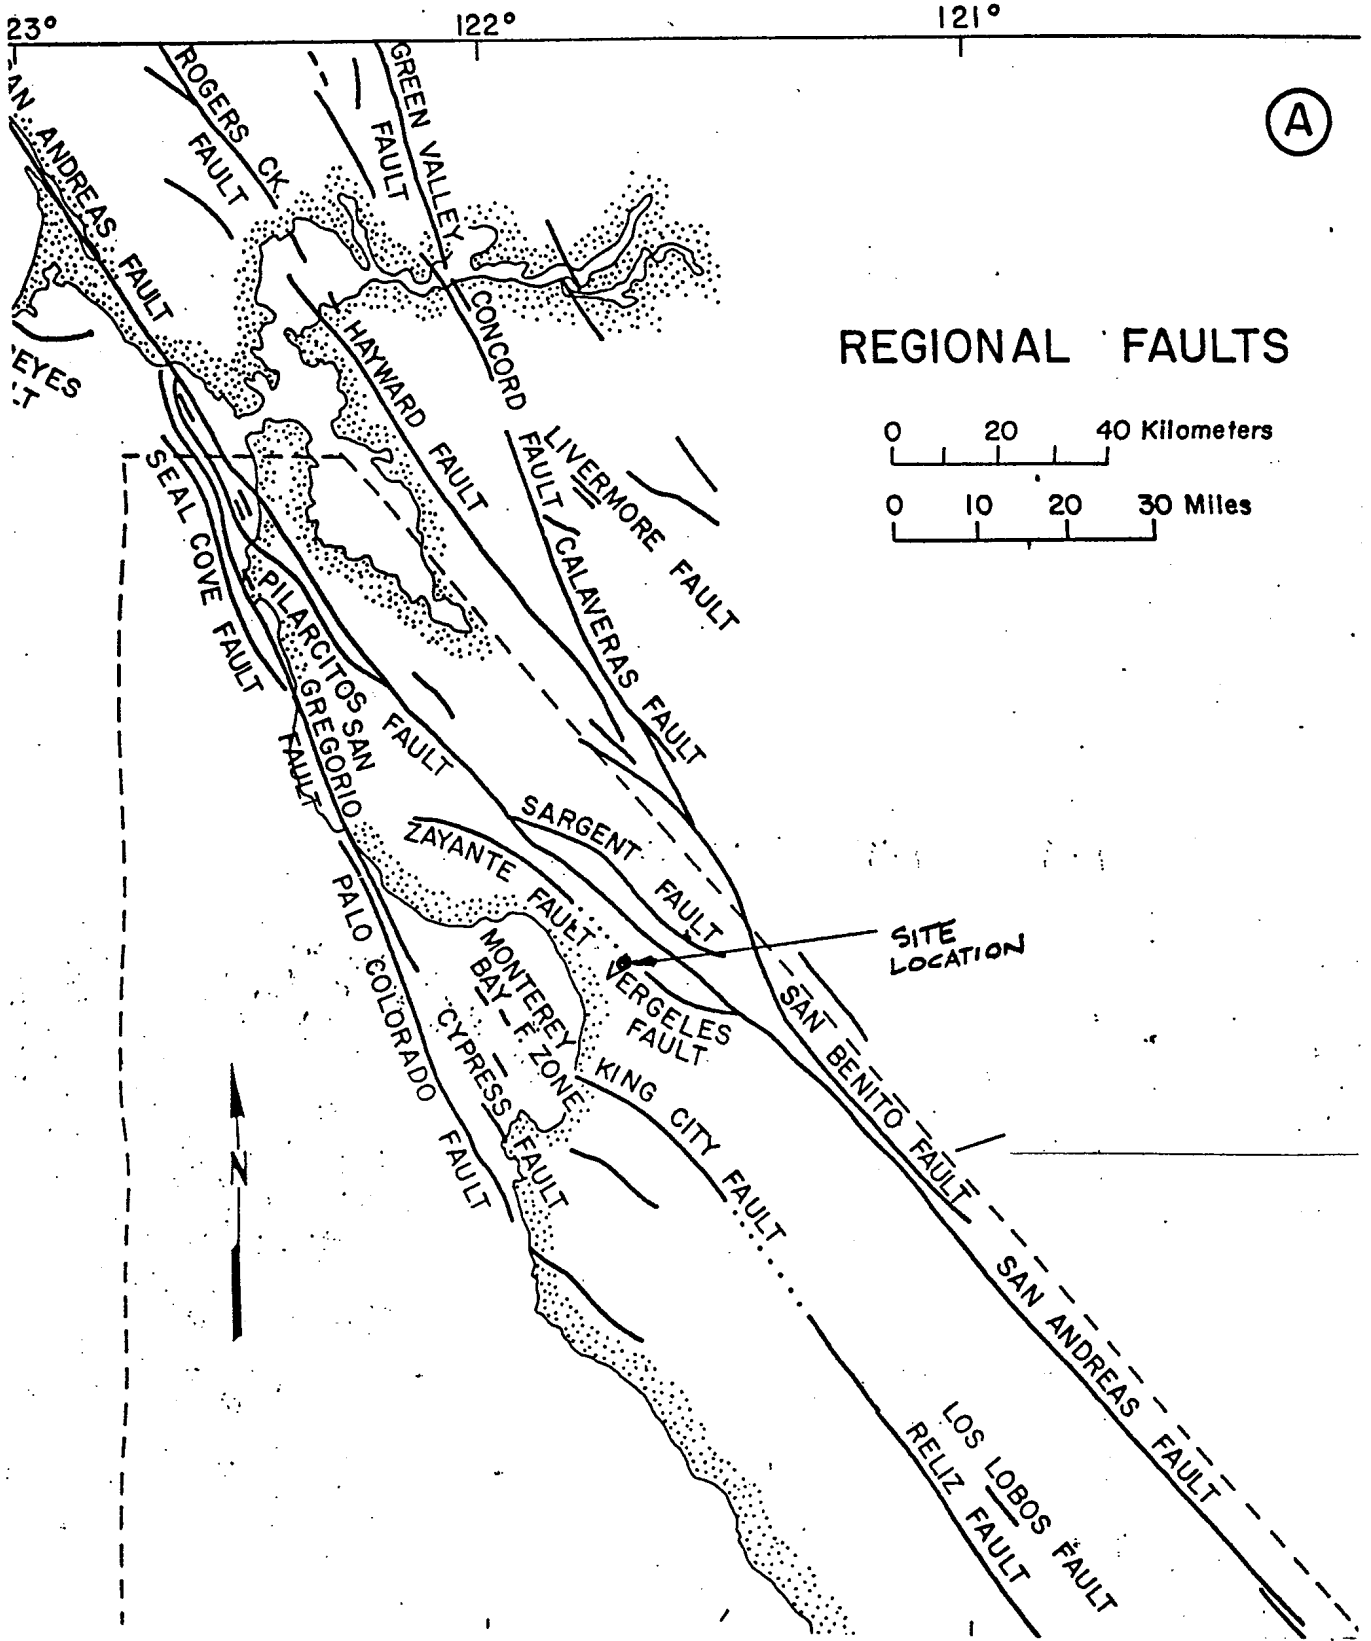 23°
122°
121°
A
AN ANDREAS FAULT
ROGERS CK
FAULT
GREEN VALLEY
FAULT
EYES
T
HAYWARD FAULT
CONCORD FAULT
REGIONAL FAULTS
0 20 40 Kilometers
0 10 20 30 Miles
LIVERMORE FAULT
SEAL COVE FAULT
PILARCITOS FAULT
SAN GREGORIO
FAULT
CALAVERAS FAULT
SARGENT FAULT
ZAYANTE FAULT
SITE
LOCATION
VERGELES
FAULT
PALO COLORADO FAULT
MONTEREY
BAY F. ZONE
CYPRESS FAULT
KING CITY FAULT
SAN BENITO FAULT
N
SAN ANDREAS FAULT
LOS LOBOS FAULT
RELIZ FAULT